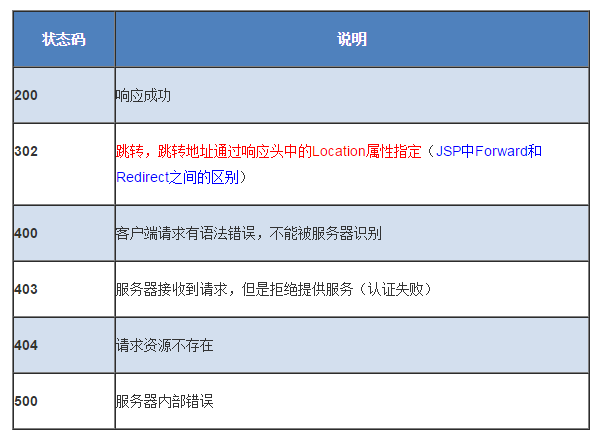 状态码 说明
200 响应成功
302 跳转，跳转地址通过响应头中的Location属性指定（JSP中Forward和
Redirect之间的区别）
400 客户端请求有语法错误，不能被服务器识别
403 服务器接收到请求，但是拒绝提供服务（认证失败）
404 请求资源不存在
500 服务器内部错误